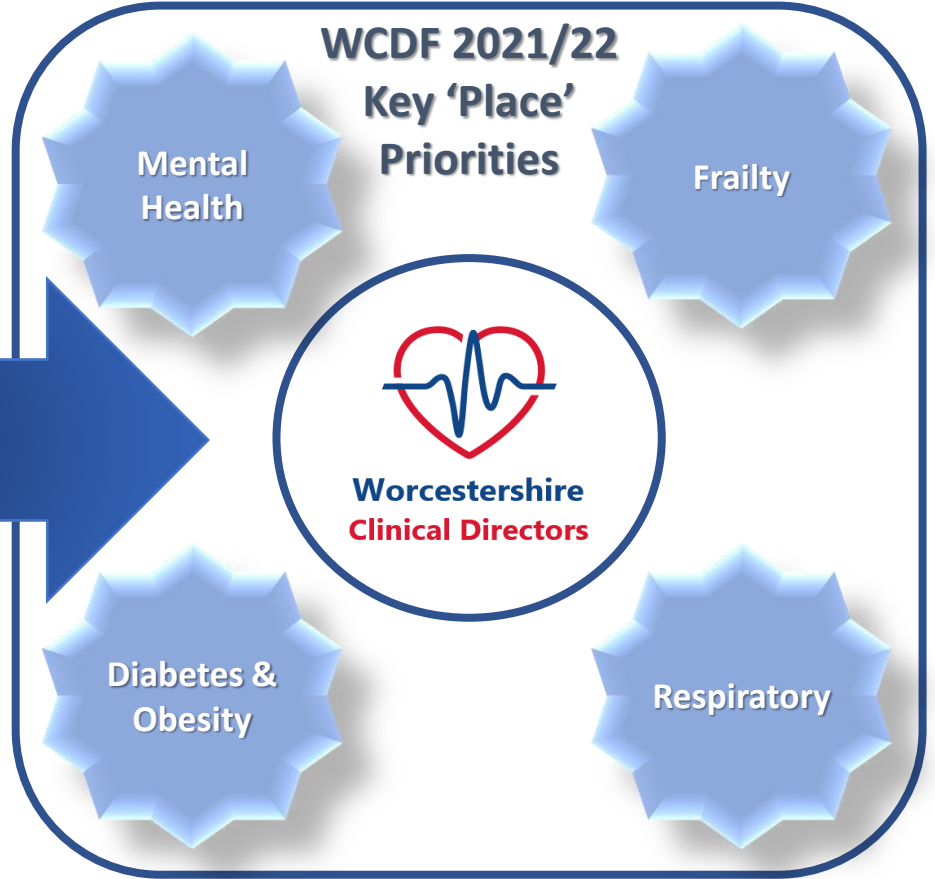 WCDF 2021/22
Key ‘Place’
Priorities
Mental
Health
Frailty
Worcestershire
Clinical Directors
Diabetes &
Obesity
Respiratory